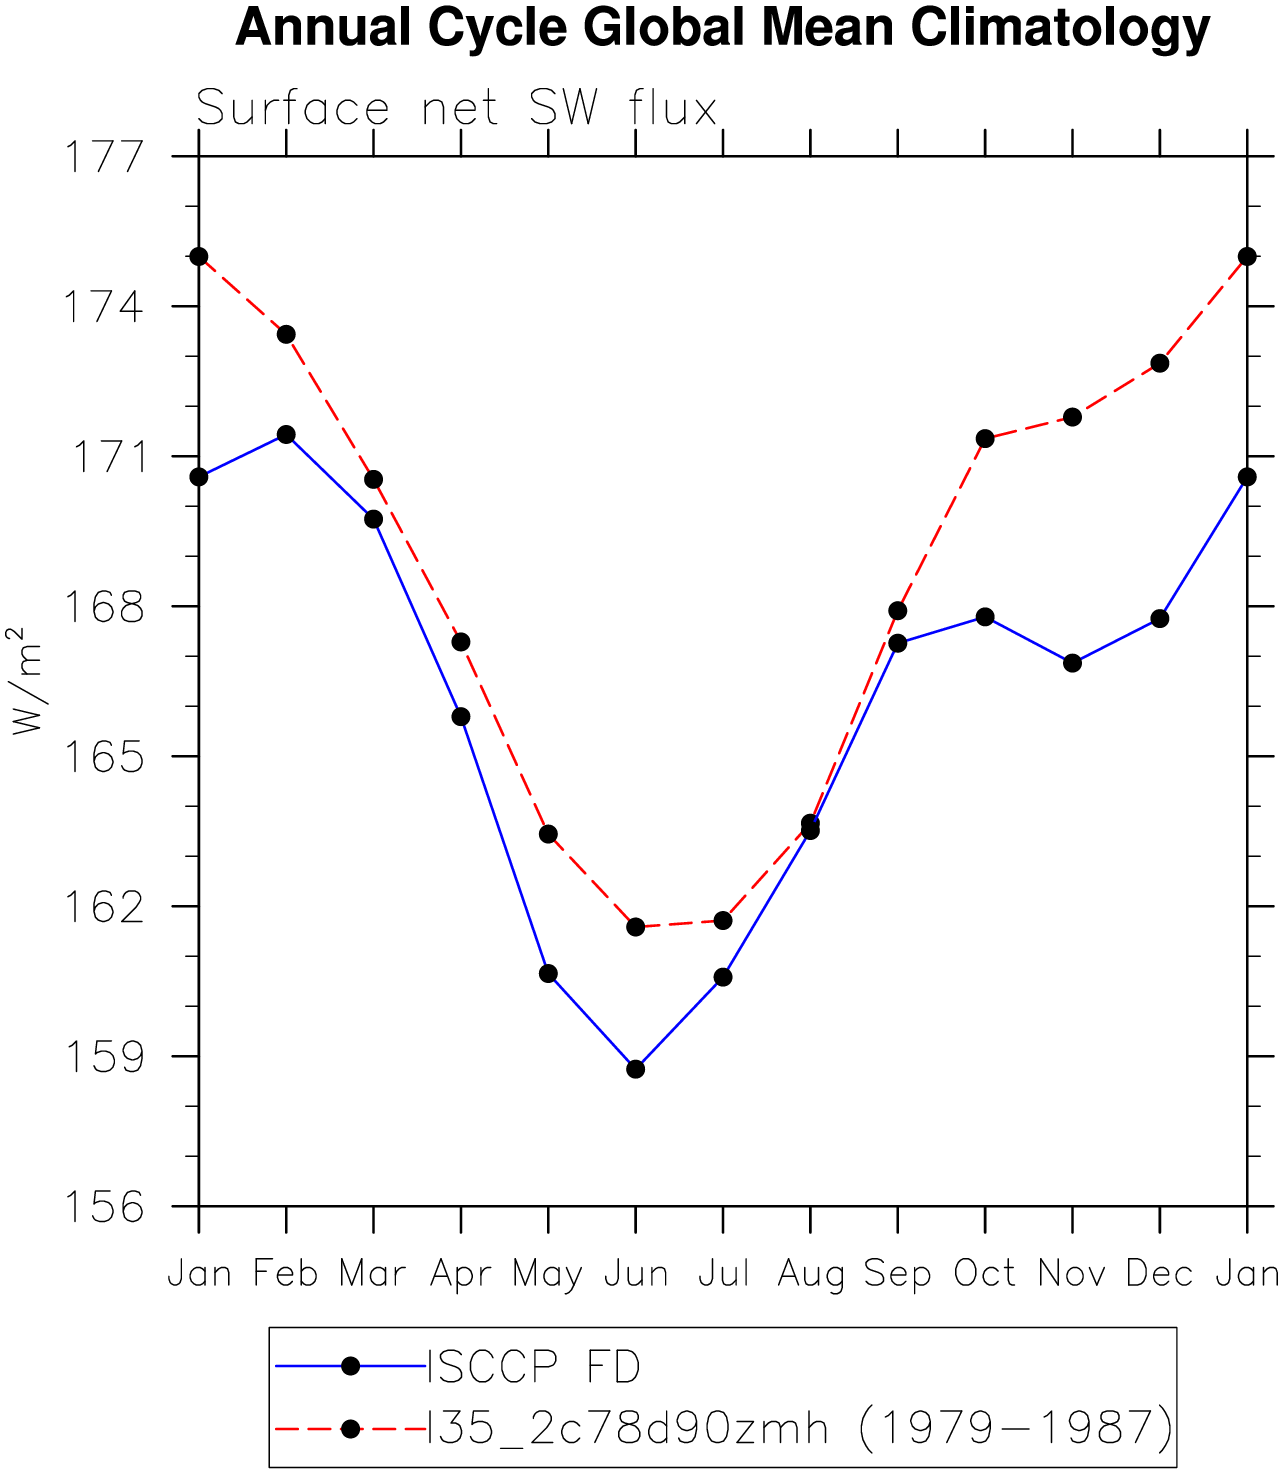 Annual Cycle Global Mean Climatology
Surface net SW flux
177
174
171
168
165
162
159
156
W/m²
Jan Feb Mar Apr May Jun Jul Aug Sep Oct Nov Dec Jan
ISCCP FD
I35_2c78d90zmh (1979-1987)